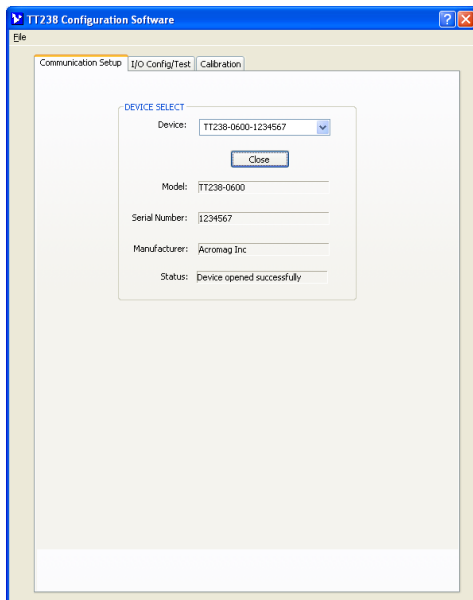 TT238 Configuration Software
File
Communication Setup I/O Config/Test Calibration
DEVICE SELECT
Device: TT238-0600-1234567
Close
Model: TT238-0600
Serial Number: 1234567
Manufacturer: Acromag Inc
Status: Device opened successfully